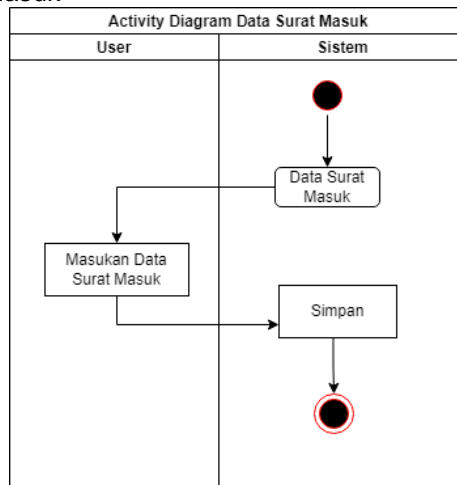 Activity Diagram Data Surat Masuk
User
Sistem
Data Surat
Masuk
Masukan Data
Surat Masuk
Simpan